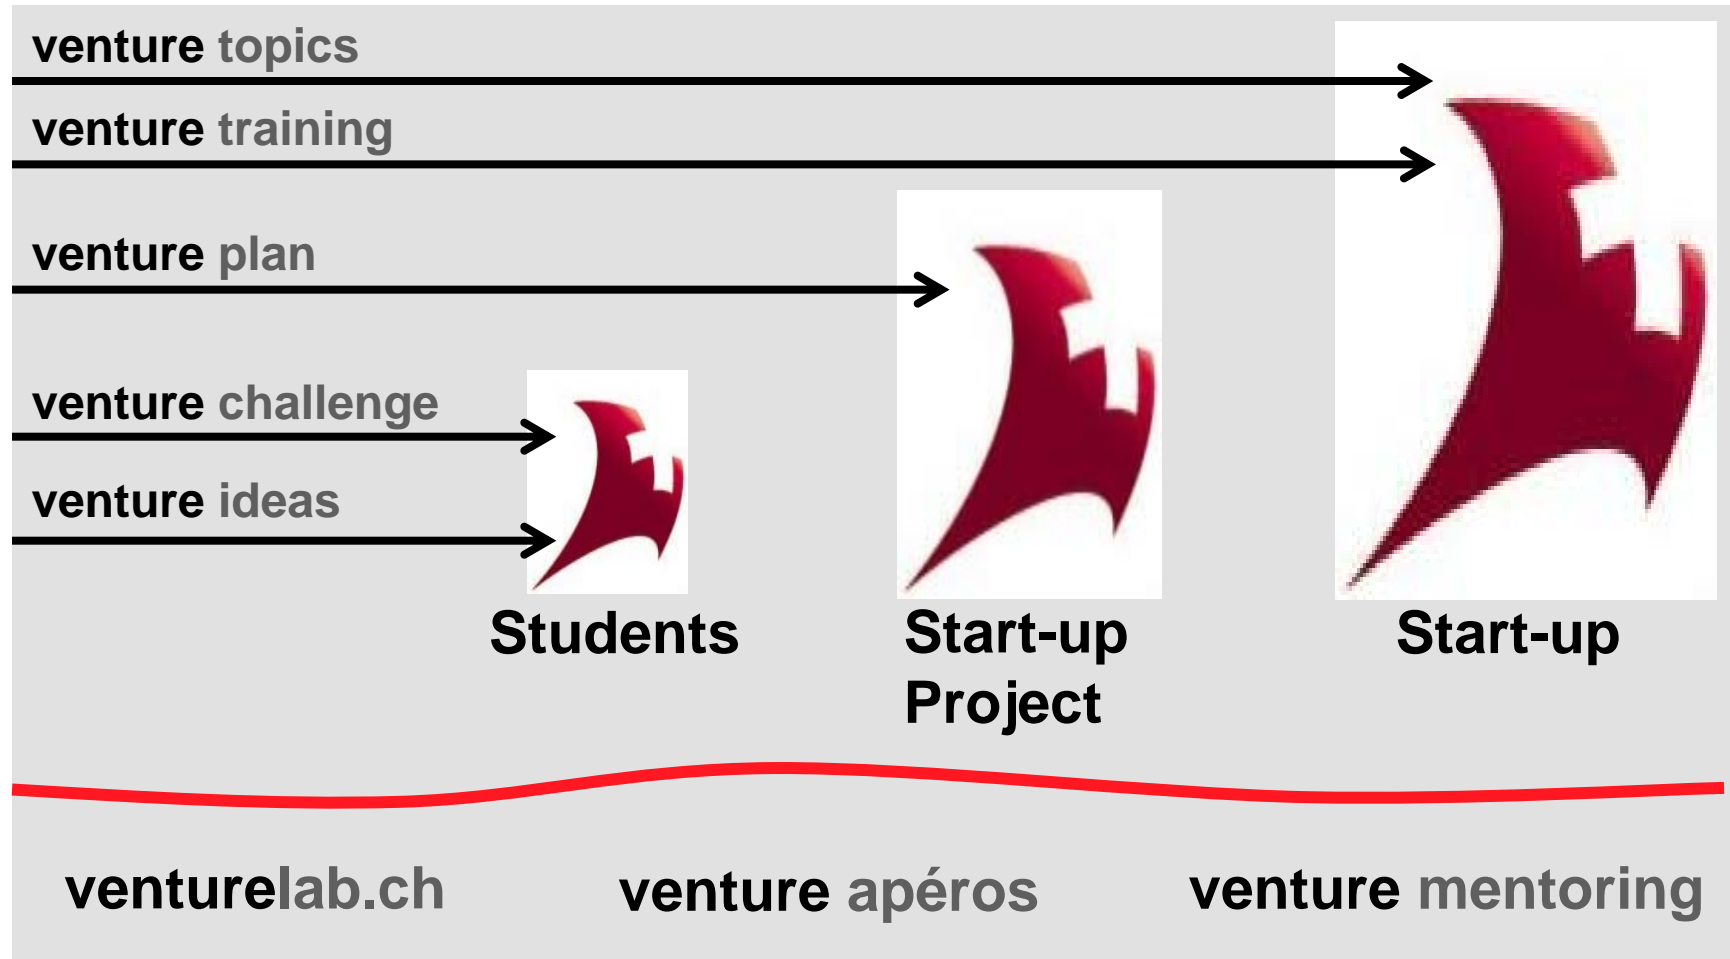 venture topics
venture training
venture plan
venture challenge
venture ideas
Students
Start-up
Project
Start-up
venturelab.ch
venture apéros
venture mentoring